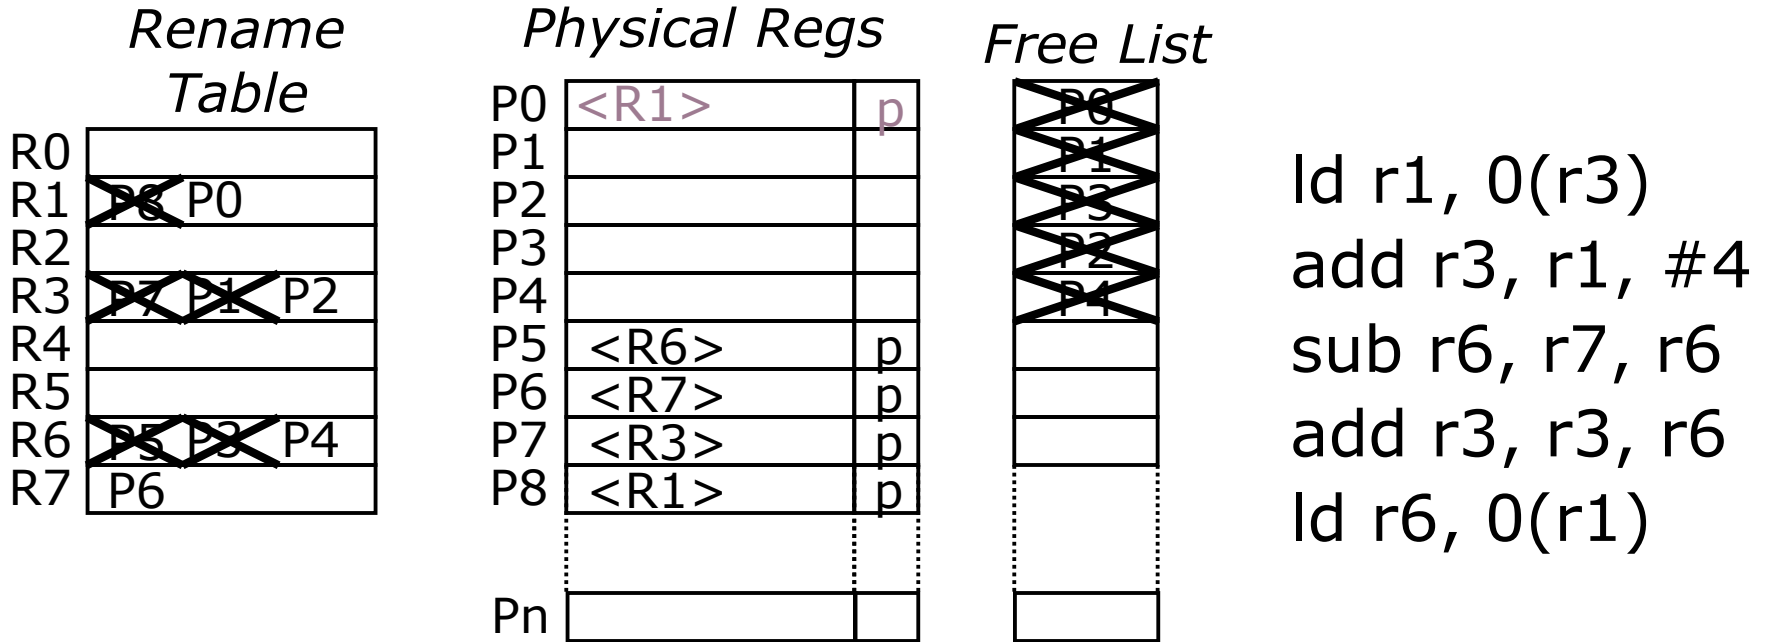 Rename
Table
R0
R1 P8 P0
R2
R3 P7 P1 P2
R4
R5
R6 P5 P3 P4
R7 P6
Physical Regs
P0 <R1> p
P1
P2
P3
P4
P5 <R6> p
P6 <R7> p
P7 <R3> p
P8 <R1> p
Pn
Free List
P0
P1
P3
P2
P4
ld r1, 0(r3)
add r3, r1, #4
sub r6, r7, r6
add r3, r3, r6
ld r6, 0(r1)